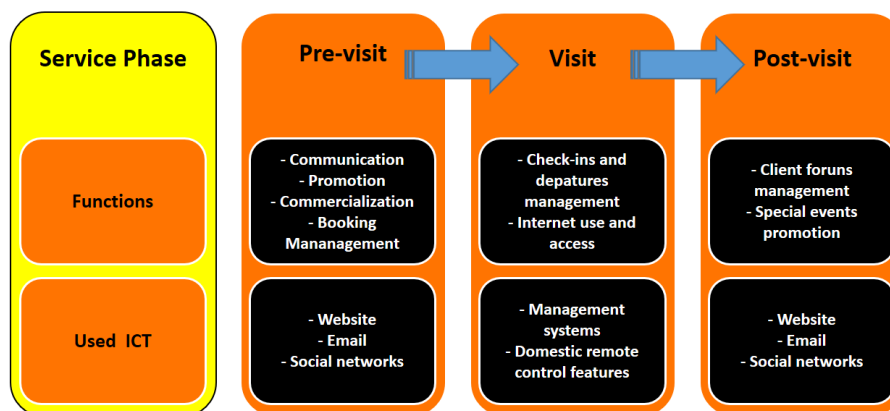 Service Phase
Pre-visit
Visit
Post-visit
Functions
- Communication
- Promotion
- Commercialization
- Booking
Mananagement
- Check-ins and
depatures
management
- Internet use and
access
- Client foruns
management
- Special events
promotion
Used ICT
- Website
- Email
- Social networks
- Management
systems
- Domestic remote
control features
- Website
- Email
- Social networks